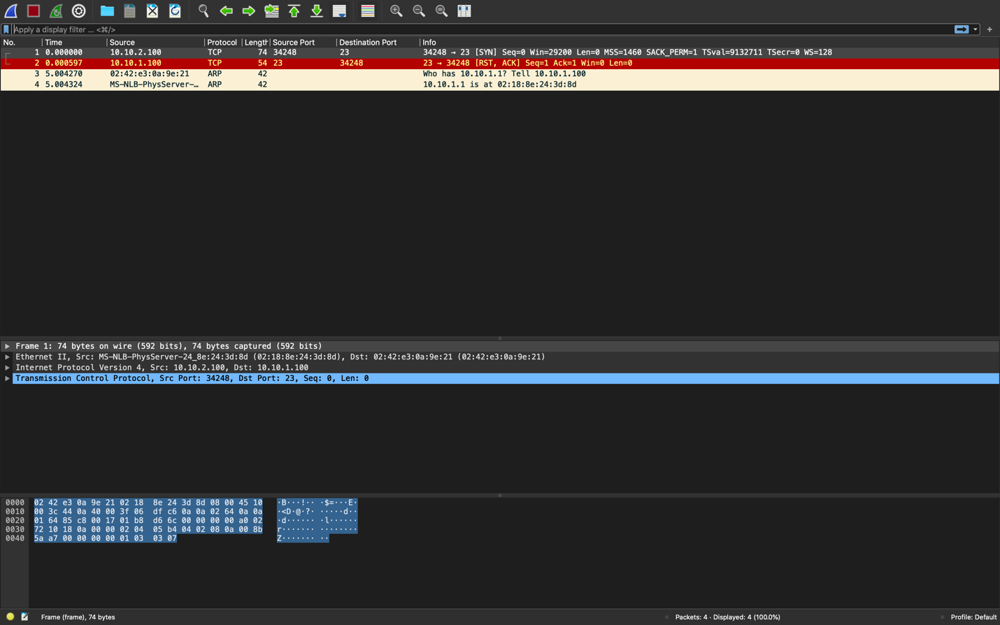 Apply a display filter … <⌘/>
No. Time Source Protocol Length Source Port Destination Port Info
1 0.000000 10.10.2.100 TCP 74 34248 23 34248 → 23 [SYN] Seq=0 Win=29200 Len=0 MSS=1460 SACK_PERM=1 TSval=9132711 TSecr=0 WS=128
2 0.000597 10.10.1.100 TCP 54 23 34248 23 → 34248 [RST, ACK] Seq=1 Ack=1 Win=0 Len=0
3 5.004270 02:42:e3:0a:9e:21 ARP 42 Who has 10.10.1.1? Tell 10.10.1.100
4 5.004324 MS-NLB-PhysServer-… ARP 42 10.10.1.1 is at 02:18:8e:24:3d:8d
Frame 1: 74 bytes on wire (592 bits), 74 bytes captured (592 bits)
Ethernet II, Src: MS-NLB-PhysServer-24_8e:24:3d:8d (02:18:8e:24:3d:8d), Dst: 02:42:e3:0a:9e:21 (02:42:e3:0a:9e:21)
Internet Protocol Version 4, Src: 10.10.2.100, Dst: 10.10.1.100
Transmission Control Protocol, Src Port: 34248, Dst Port: 23, Seq: 0, Len: 0
0000 02 42 e3 0a 9e 21 02 18 8e 24 3d 8d 08 00 45 10 ·B···!·· ·$=···E·
0010 00 3c 44 0a 40 00 3f 06 df c6 0a 0a 02 64 0a 0a ·<D·@·?· ·····d··
0020 01 64 85 c8 00 17 01 b8 d6 6c 00 00 00 00 a0 02 ·d······ ·l······
0030 72 10 18 0a 00 00 02 04 05 b4 04 02 08 0a 00 8b r······· ········
0040 5a a7 00 00 00 00 01 03 03 07 Z······· ··
Frame (frame), 74 bytes Packets: 4 · Displayed: 4 (100.0%) Profile: Default